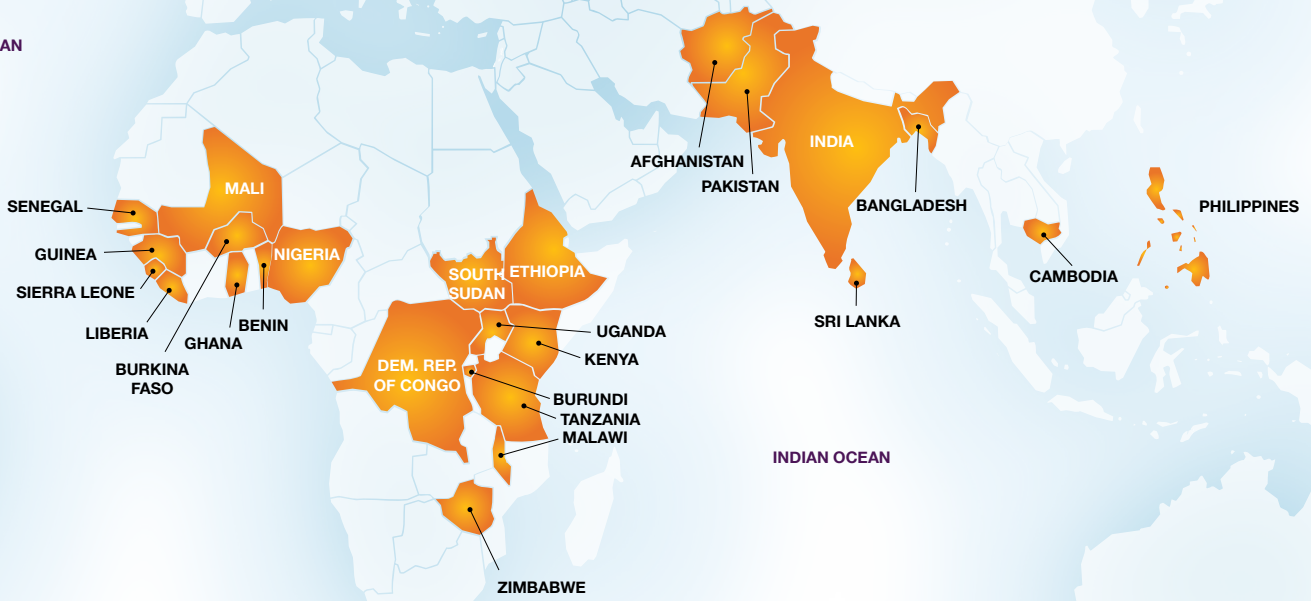 AN
MALI
SENEGAL
GUINEA
SIERRA LEONE
LIBERIA
BURKINA
FASO
GHANA
BENIN
NIGERIA
SOUTH
SUDAN
ETHIOPIA
DEM. REP.
OF CONGO
UGANDA
KENYA
BURUNDI
TANZANIA
MALAWI
ZIMBABWE
AFGHANISTAN
PAKISTAN
INDIA
BANGLADESH
SRI LANKA
CAMBODIA
PHILIPPINES
INDIAN OCEAN